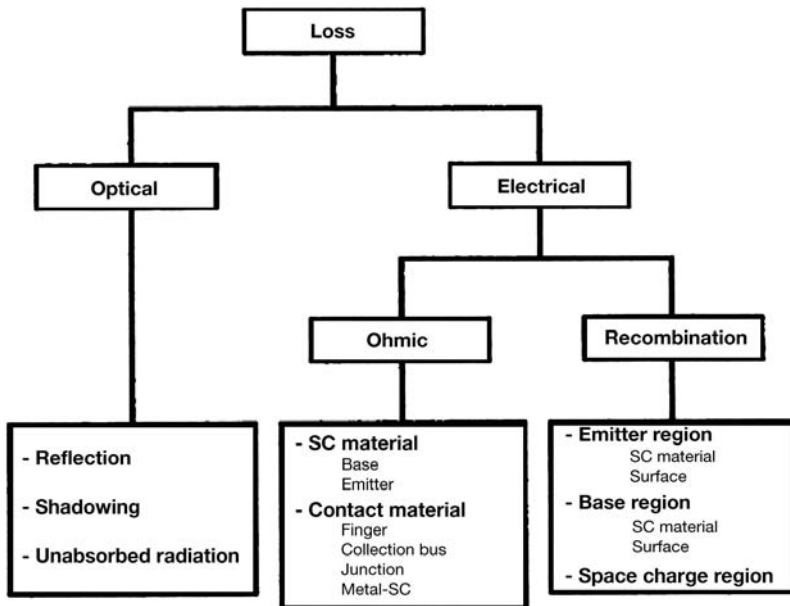 Loss
Optical
Electrical
Ohmic
Recombination
- Reflection
- Shadowing
- Unabsorbed radiation
- SC material
Base
Emitter
- Contact material
Finger
Collection bus
Junction
Metal-SC
- Emitter region
SC material
Surface
- Base region
SC material
Surface
- Space charge region